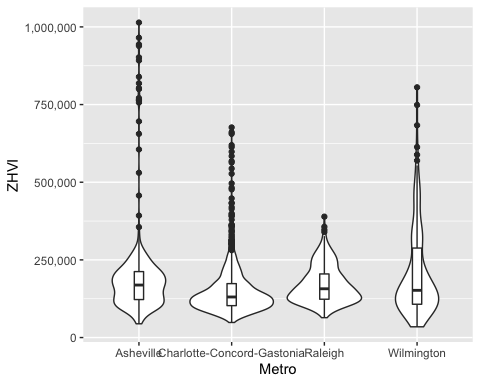 1,000,000
750,000
500,000
250,000
0
ZHVI
Asheville Charlotte-Concord-Gastonia Raleigh Wilmington
Metro